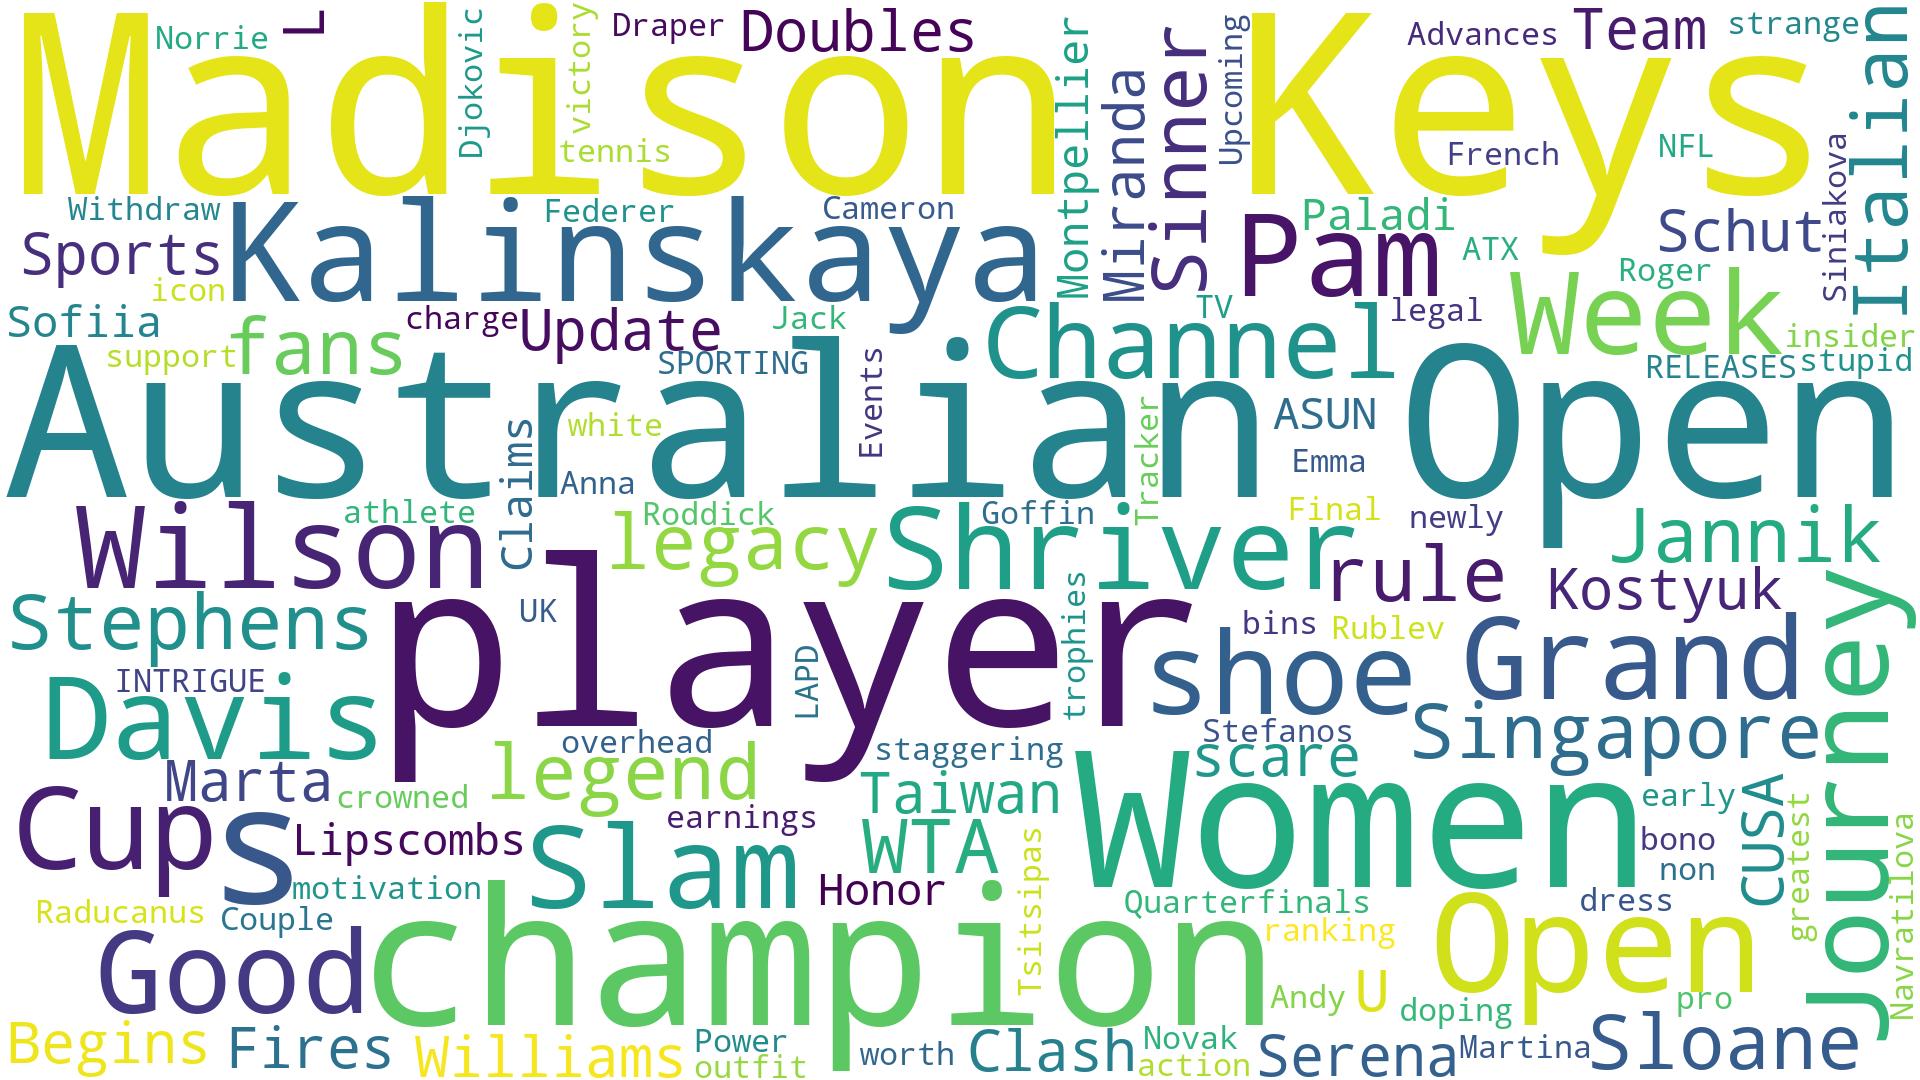 Madison Keys
Norrie
L
Djokovic
victory
Draper
Doubles
tennis
Montpellier
Miranda
Sinner
Upcoming
Advances
Team
strange
French
NFL
Italian
Siniakova
Withdraw
Sports
icon
Kalinskaya
Federer
Cameron
Pam
Paladi
ATX
Schut
Roger
Week
insider
Sofiia
support
fans
charge
Update
Jack
SPORTING
Channel
TV
legal
RELEASES
stupid
Australian Open
Events
white
Claims
Anna
Tracker
ASUN
Emma
Final
newly
Wilson
athlete
legacy
Roddick
Shriver
Goffin
rule
Jannik
Kostyuk
Stephens
UK
player
LAPD
trophies
bins
Rublev
shoe
Grand
Journey
INTRIGUE
Davis
overhead
legend
staggering
Stefanos
scare
Singapore
Marta
crowned
Taiwan
Women
early
CUSA
greatest
Navratilova
Cup
s
Lipscombs
earnings
Slam
WTA
bono
non
motivation
Honor
Tsitsipas
Quarterfinals
dress
Raducanus
Couple
Good
champion
ranking
Open
Andy
U
doping
pro
Begins
Fires
Williams
Power
outfit
worth
Clash
Novak
action
Serena
Martina
Sloane